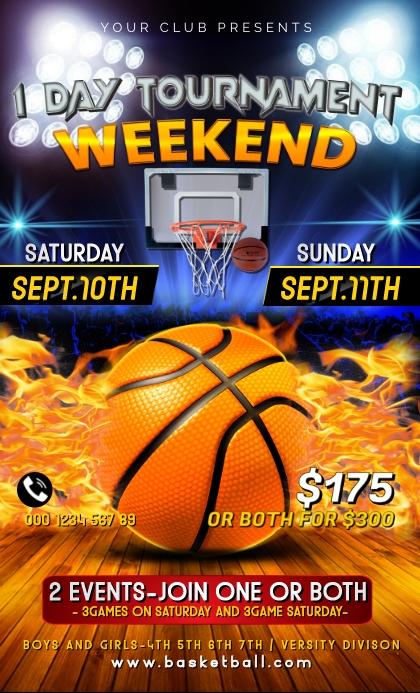 YOUR CLUB PRESENTS
1 DAY TOURNAMENT
WEEKEND
SATURDAY
SEPT.10TH
SUNDAY
SEPT.11TH
$175
000 1234 567 89
OR BOTH FOR $300
2 EVENTS-JOIN ONE OR BOTH
- 3GAMES ON SATURDAY AND 3GAME SATURDAY-
BOYS AND GIRLS-4TH 5TH 6TH 7TH / VERSITY DIVISON
www.basketball.com